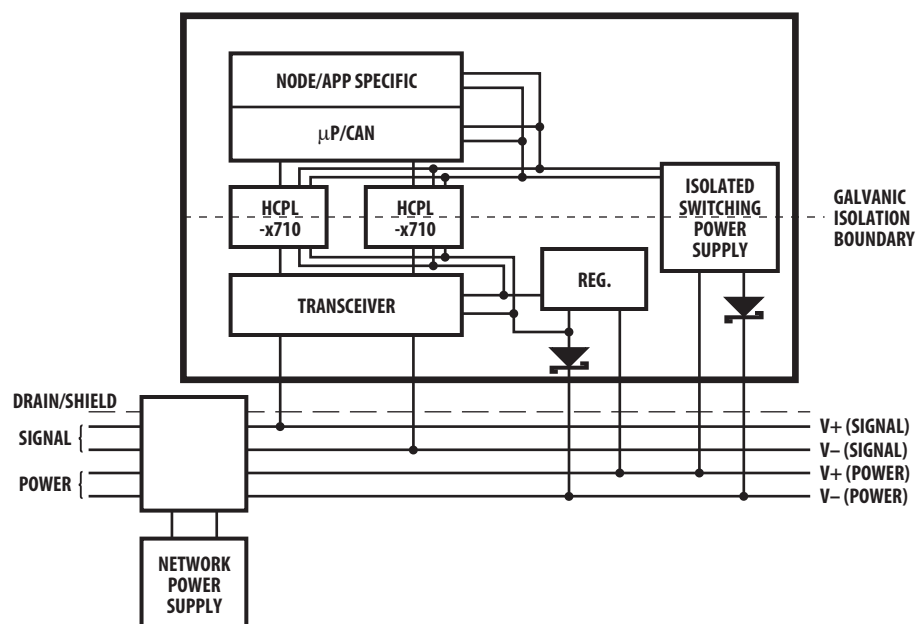 NODE/APP SPECIFIC
µP/CAN
HCPL
-x710
HCPL
-x710
ISOLATED
SWITCHING
POWER
SUPPLY
GALVANIC
ISOLATION
BOUNDARY
REG.
TRANSCEIVER
DRAIN/SHIELD
SIGNAL
POWER
V+ (SIGNAL)
V– (SIGNAL)
V+ (POWER)
V– (POWER)
NETWORK
POWER
SUPPLY